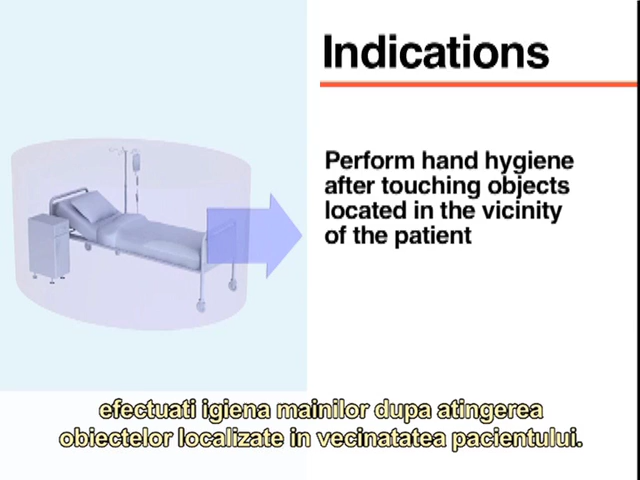 Indications
Perform hand hygiene
after touching objects
located in the vicinity
of the patient
efectuati igiena mainilor dupa atingerea
obiectelor localizate in vecinatatea pacientului.